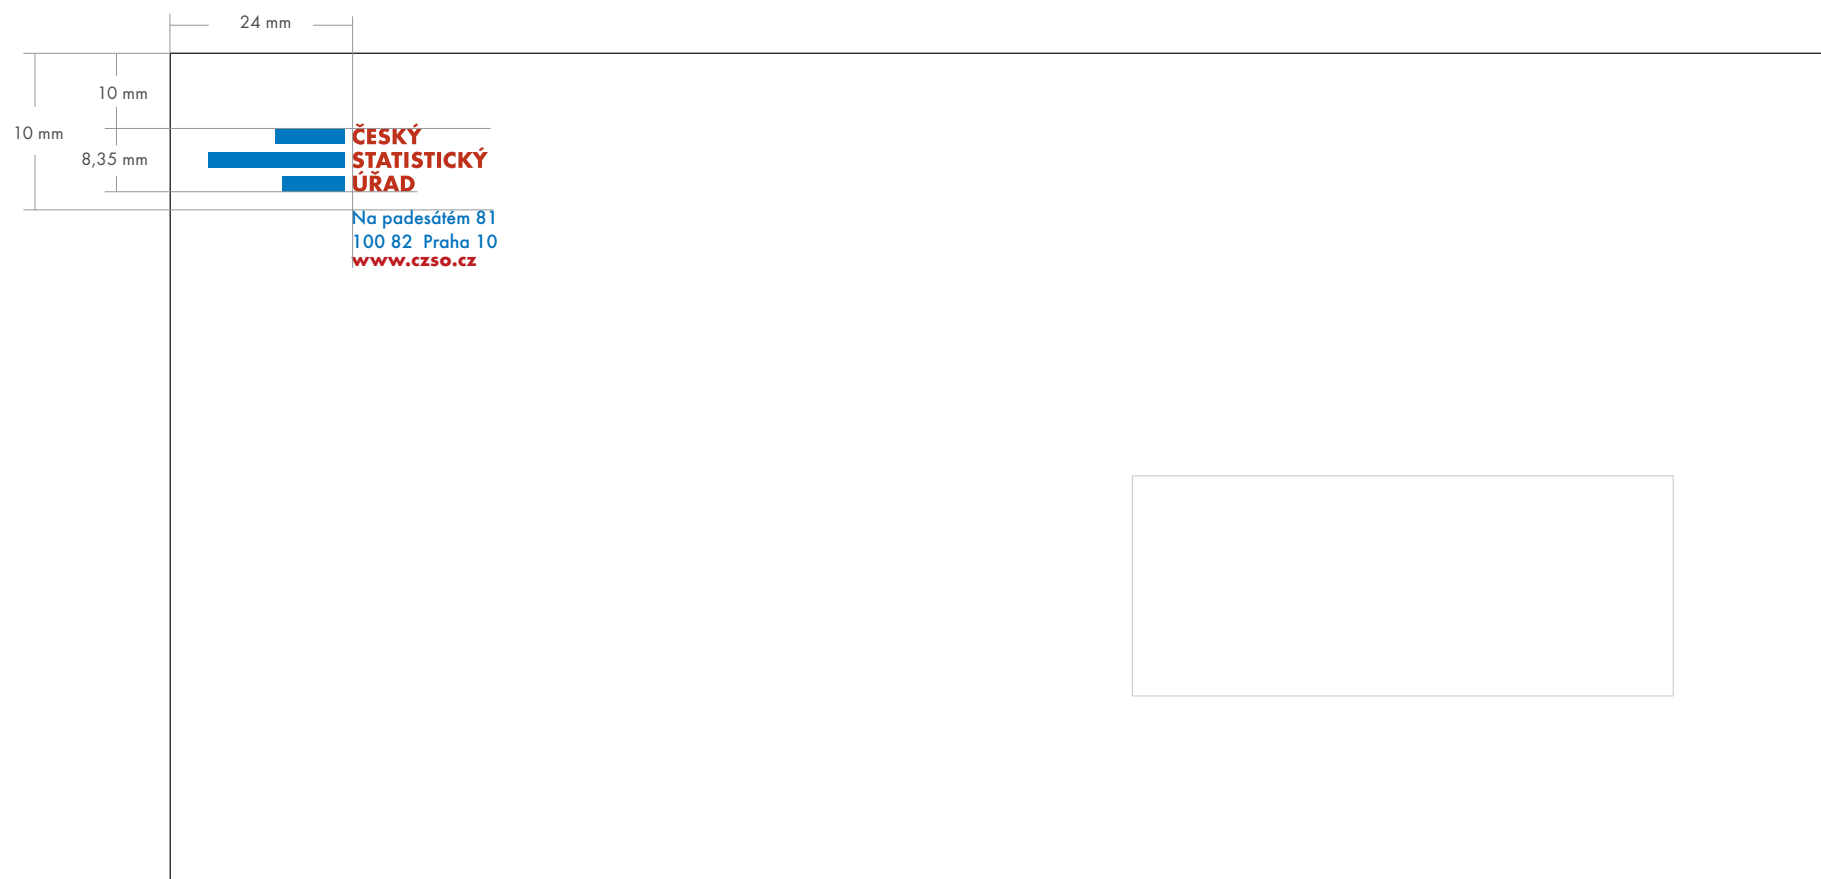 24 mm
10 mm
10 mm
8,35 mm
ČESKÝ
STATISTICKÝ
ÚŘAD
Na padesátém 81
100 82  Praha 10
www.czso.cz